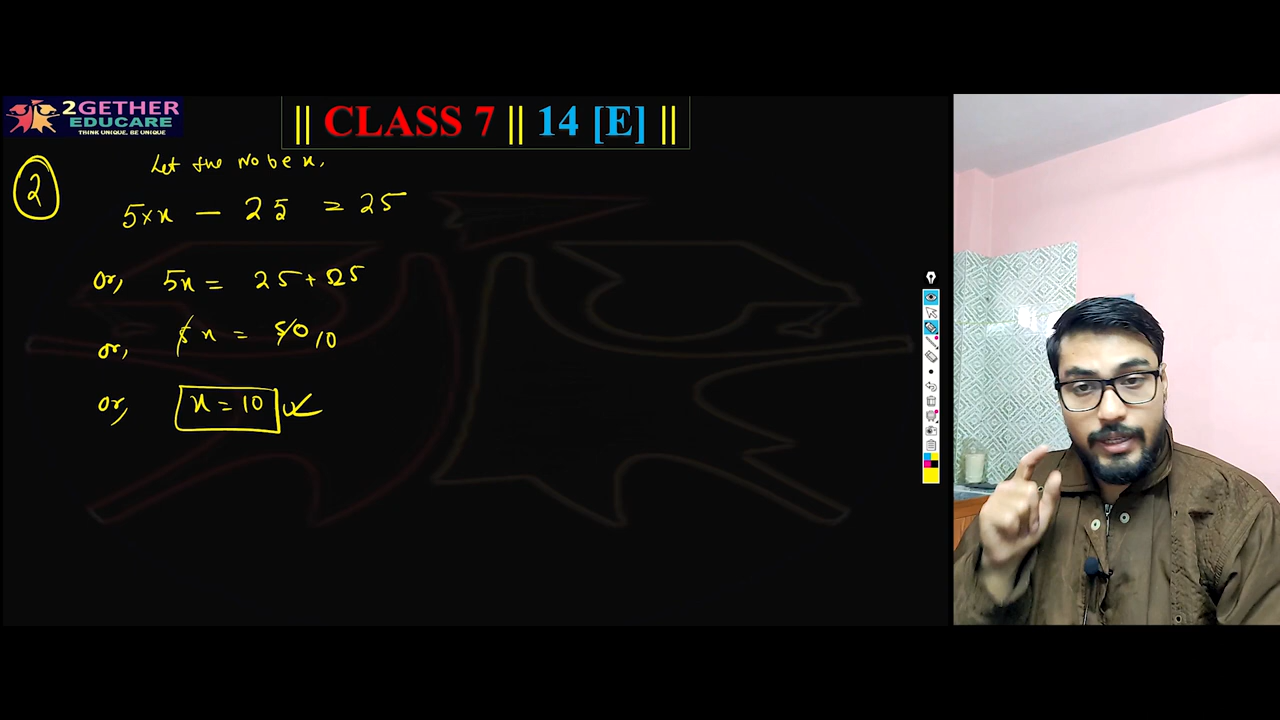 2GETHER
EDUCARE
THINK UNIQUE, BE UNIQUE
|| CLASS 7 || 14 [E] ||
2
Let the No be x,
5×x - 25 = 25
or, 5x = 25+25
or, 5x = 50 10
or, x = 10